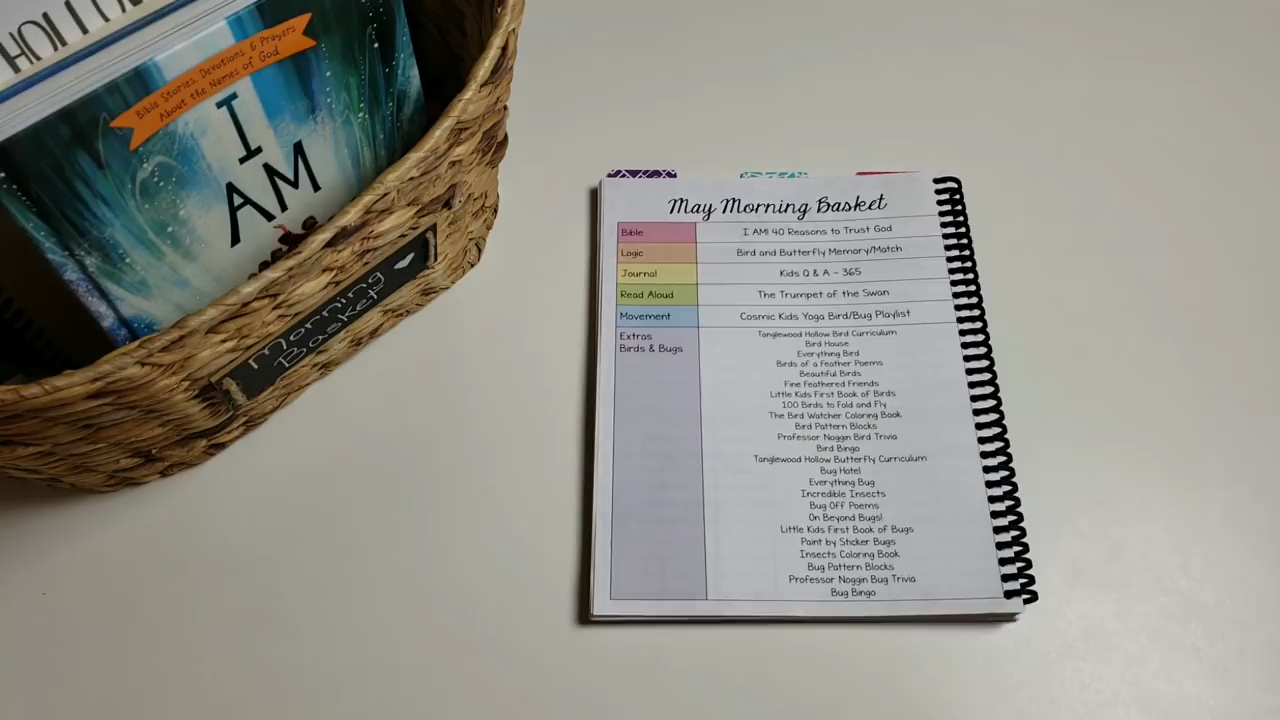 HOLLOW
Bible Stories, Devotions, & Prayers
About the Names of God
I
AM
Morning
Basket
May Morning Basket
Bible I AM! 40 Reasons to Trust God
Logic Bird and Butterfly Memory/Match
Journal Kids Q & A - 365
Read Aloud The Trumpet of the Swan
Movement Cosmic Kids Yoga Bird/Bug Playlist
Extras
Birds & Bugs
Tanglewood Hollow Bird Curriculum
Bird House
Everything Bird
Birds of a Feather Poems
Beautiful Birds
Fine Feathered Friends
Little Kids First Book of Birds
100 Birds to Fold and Fly
The Bird Watcher Coloring Book
Bird Pattern Blocks
Professor Noggin Bird Trivia
Bird Bingo
Tanglewood Hollow Butterfly Curriculum
Bug Hotel
Everything Bug
Incredible Insects
Bug Off Poems
On Beyond Bugs!
Little Kids First Book of Bugs
Paint by Sticker Bugs
Insects Coloring Book
Bug Pattern Blocks
Professor Noggin Bug Trivia
Bug Bingo